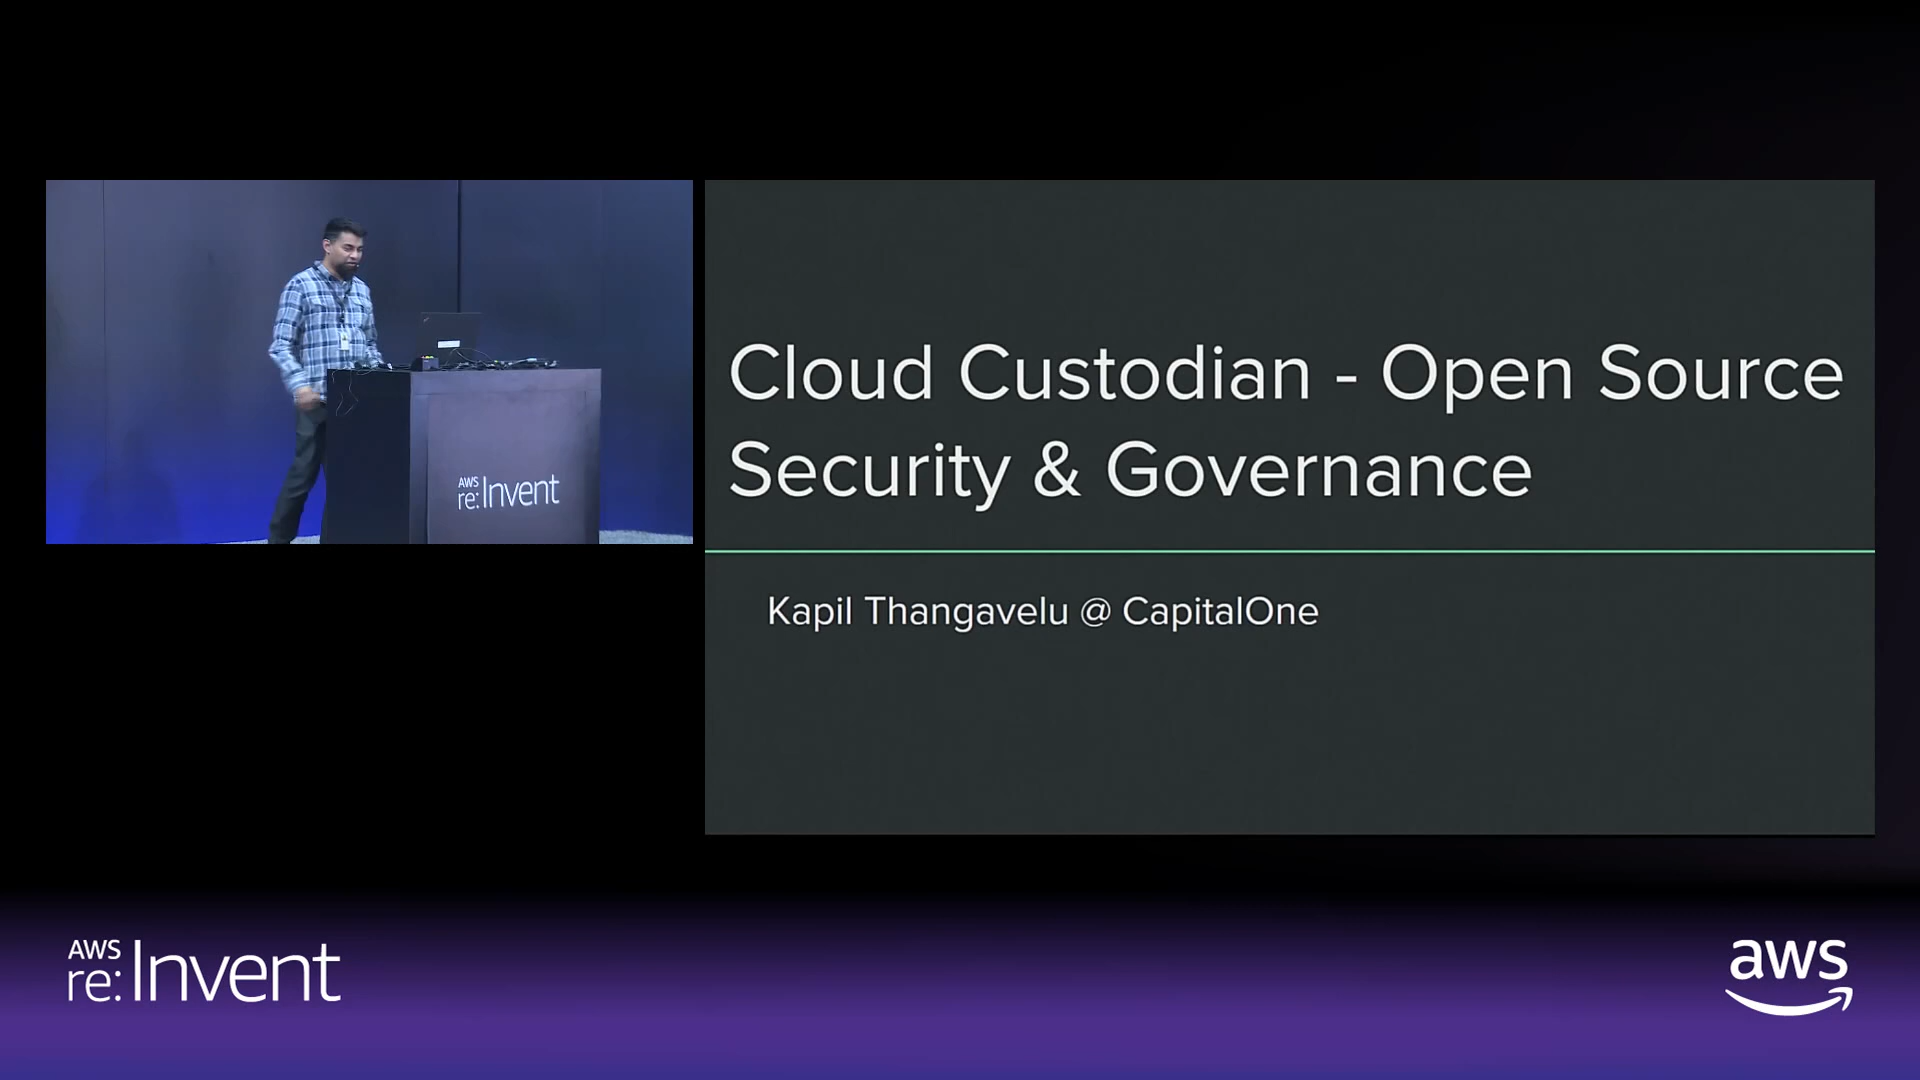 AWS
re:Invent
Cloud Custodian - Open Source
Security & Governance
Kapil Thangavelu @ CapitalOne
AWS
re:Invent
aws